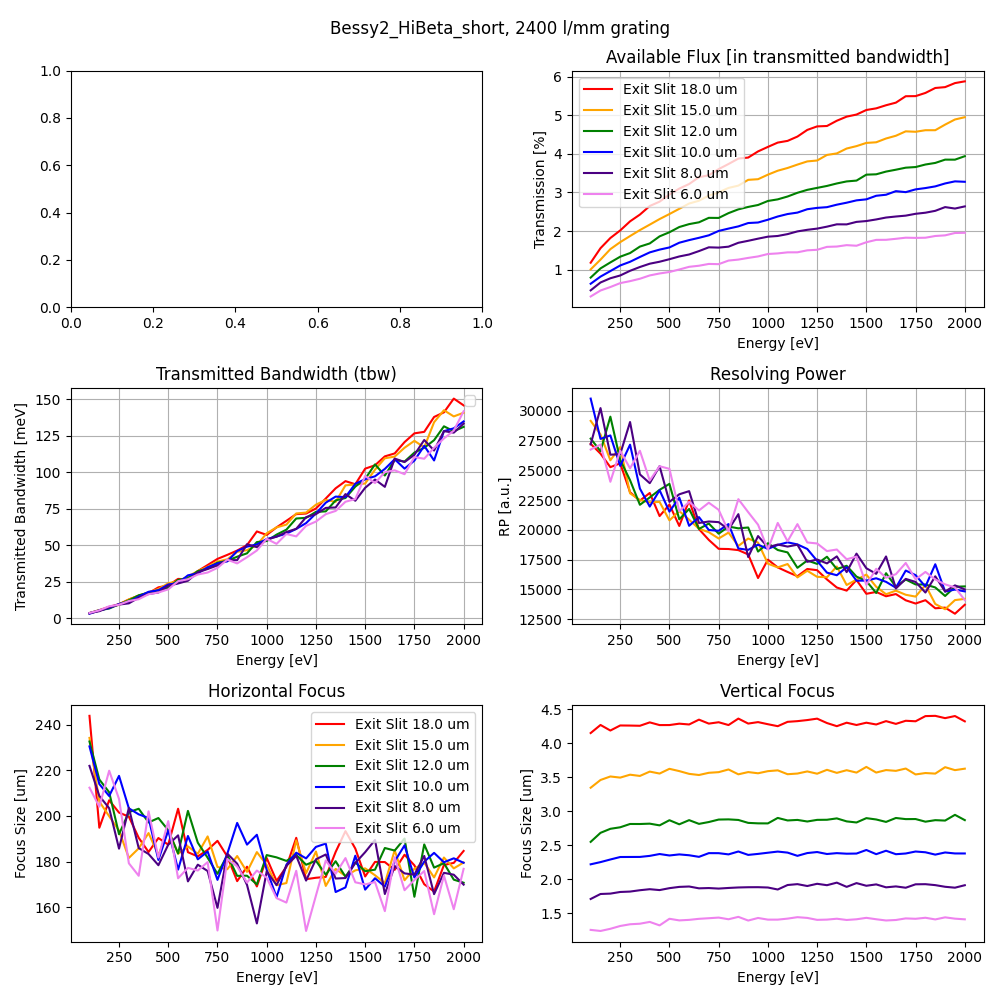 Bessy2_HiBeta_short, 2400 l/mm grating
1.0
0.8
0.6
0.4
0.2
0.0
0.0 0.2 0.4 0.6 0.8 1.0
Available Flux [in transmitted bandwidth]
Transmission [%]
6
5
4
3
2
1
Exit Slit 18.0 um
Exit Slit 15.0 um
Exit Slit 12.0 um
Exit Slit 10.0 um
Exit Slit 8.0 um
Exit Slit 6.0 um
250 500 750 1000 1250 1500 1750 2000
Energy [eV]
Transmitted Bandwidth (tbw)
Transmitted Bandwidth [meV]
150
125
100
75
50
25
0
250 500 750 1000 1250 1500 1750 2000
Energy [eV]
Resolving Power
RP [a.u.]
30000
27500
25000
22500
20000
17500
15000
12500
250 500 750 1000 1250 1500 1750 2000
Energy [eV]
Horizontal Focus
Focus Size [um]
240
220
200
180
160
Exit Slit 18.0 um
Exit Slit 15.0 um
Exit Slit 12.0 um
Exit Slit 10.0 um
Exit Slit 8.0 um
Exit Slit 6.0 um
250 500 750 1000 1250 1500 1750 2000
Energy [eV]
Vertical Focus
Focus Size [um]
4.5
4.0
3.5
3.0
2.5
2.0
1.5
250 500 750 1000 1250 1500 1750 2000
Energy [eV]